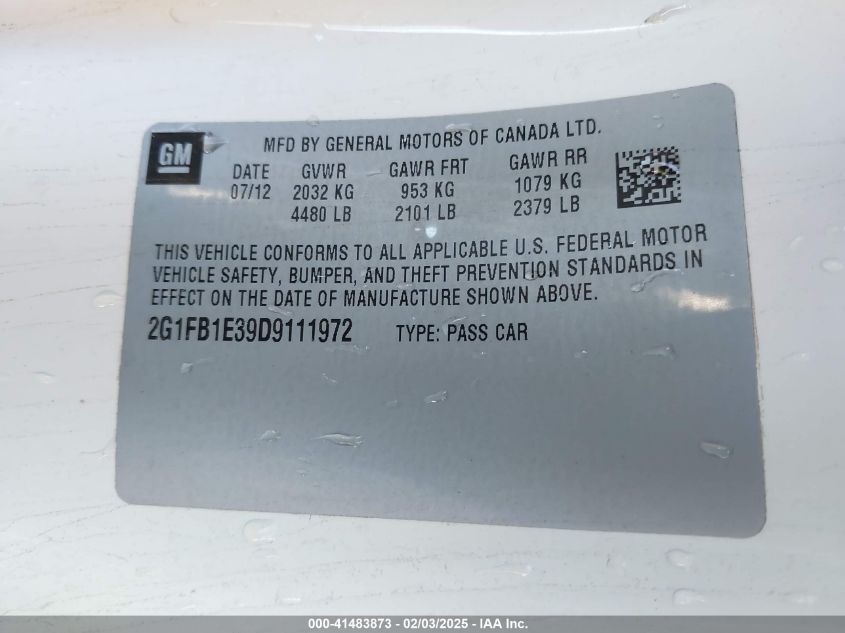 GM
MFD BY GENERAL MOTORS OF CANADA LTD.
DATE GVWR GAWR FRT GAWR RR
07/12 2032 KG 953 KG 1079 KG
4480 LB 2101 LB 2379 LB
THIS VEHICLE CONFORMS TO ALL APPLICABLE U.S. FEDERAL MOTOR
VEHICLE SAFETY, BUMPER, AND THEFT PREVENTION STANDARDS IN
EFFECT ON THE DATE OF MANUFACTURE SHOWN ABOVE.
2G1FB1E39D9111972 TYPE: PASS CAR
000-41483873 - 02/03/2025 - IAA Inc.